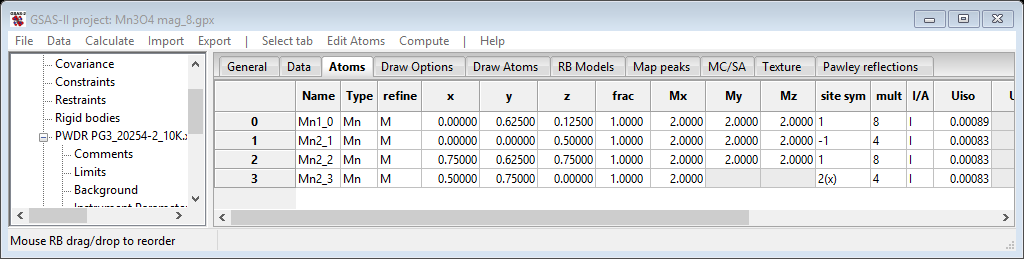 GSAS-II project: Mn3O4 mag_8.gpx
File Data Calculate Import Export | Select tab Edit Atoms Compute | Help
Covariance
Constraints
Restraints
Rigid bodies
PWDR PG3_20254-2_10K.x
Comments
Limits
Background
Instrument Parameter
General Data Atoms Draw Options Draw Atoms RB Models Map peaks MC/SA Texture Pawley reflections
Name Type refine x y z frac Mx My Mz site sym mult I/A Uiso U
0 Mn1_0 Mn M 0.00000 0.62500 0.12500 1.0000 2.0000 2.0000 2.0000 1 8 I 0.00089
1 Mn2_1 Mn M 0.00000 0.00000 0.50000 1.0000 2.0000 2.0000 2.0000 -1 4 I 0.00083
2 Mn2_2 Mn M 0.75000 0.62500 0.75000 1.0000 2.0000 2.0000 2.0000 1 8 I 0.00083
3 Mn2_3 Mn M 0.50000 0.75000 0.00000 1.0000 2.0000 2(x) 4 I 0.00083
Mouse RB drag/drop to reorder